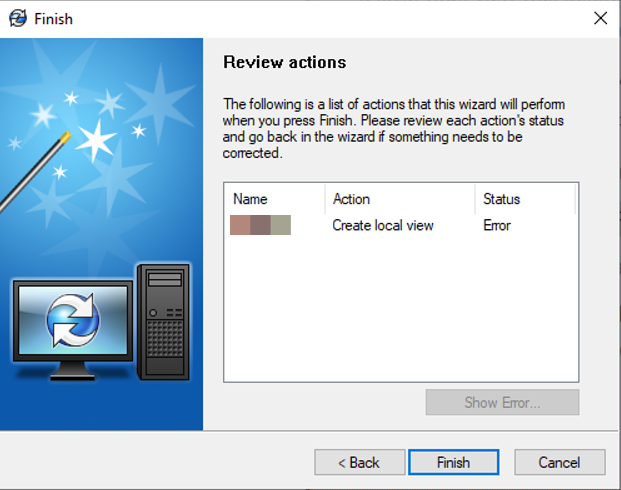 Finish
Review actions
The following is a list of actions that this wizard will perform
when you press Finish. Please review each action's status
and go back in the wizard if something needs to be
corrected.
Name Action Status
Create local view Error
Show Error...
< Back Finish Cancel